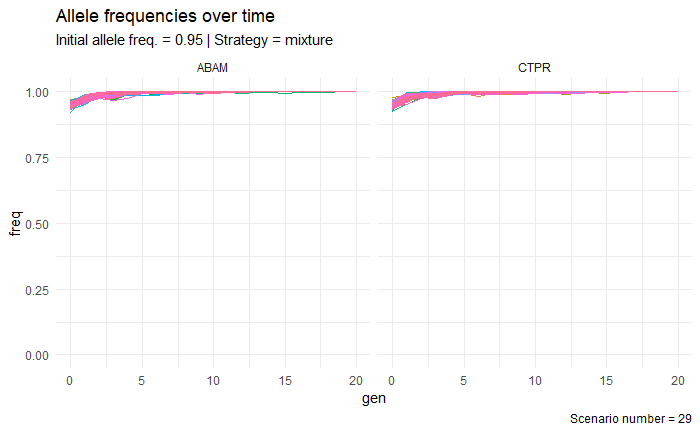 Allele frequencies over time
Initial allele freq. = 0.95 | Strategy = mixture
ABAM
CTPR
1.00
0.75
0.50
0.25
0.00
freq
0 5 10 15 20
0 5 10 15 20
gen
Scenario number = 29